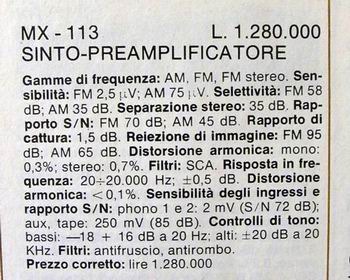 MX - 113 L. 1.280.000
SINTO-PREAMPLIFICATORE
Gamme di frequenza: AM, FM, FM stereo. Sen-
sibilità: FM 2,5 μV; AM 75 μV. Selettività: FM 58
dB; AM 35 dB. Separazione stereo: 35 dB. Rap-
porto S/N: FM 70 dB; AM 45 dB. Rapporto di
cattura: 1,5 dB. Reiezione di immagine: FM 95
dB; AM 65 dB. Distorsione armonica: mono:
0,3%; stereo: 0,7%. Filtri: SCA. Risposta in fre-
quenza: 20÷20.000 Hz; ±0,5 dB. Distorsione
armonica: <0,1%. Sensibilità degli ingressi e
rapporto S/N: phono 1 e 2: 2 mV (S/N 72 dB);
aux, tape: 250 mV (85 dB). Controlli di tono:
bassi: —18 + 16 dB a 20 Hz; alti: ±20 dB a 20
KHz. Filtri: antifruscio, antirombo.
Prezzo corretto: lire 1.280.000